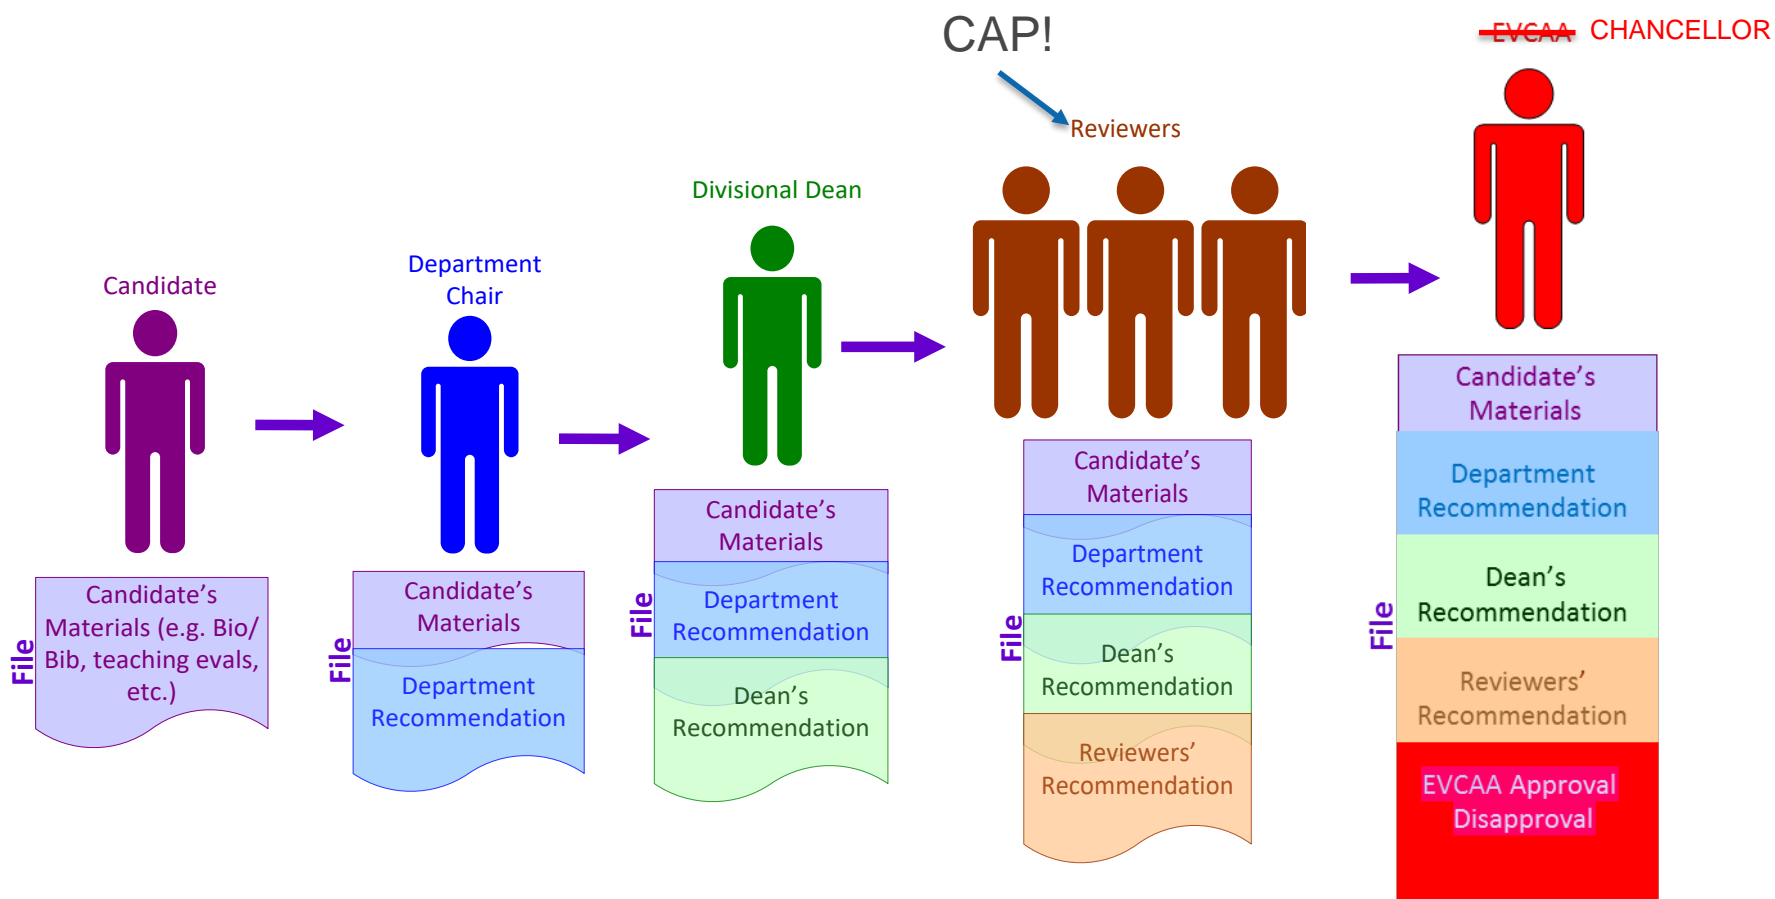 CAP!
EVCAA CHANCELLOR
Reviewers
Divisional Dean
Department
Chair
Candidate
File
Candidate's
Materials (e.g. Bio/
Bib, teaching evals,
etc.)
File
Candidate's
Materials
Department
Recommendation
File
Candidate's
Materials
Department
Recommendation
Dean's
Recommendation
File
Candidate's
Materials
Department
Recommendation
Dean's
Recommendation
Reviewers'
Recommendation
File
Candidate's
Materials
Department
Recommendation
Dean's
Recommendation
Reviewers'
Recommendation
EVCAA Approval
Disapproval